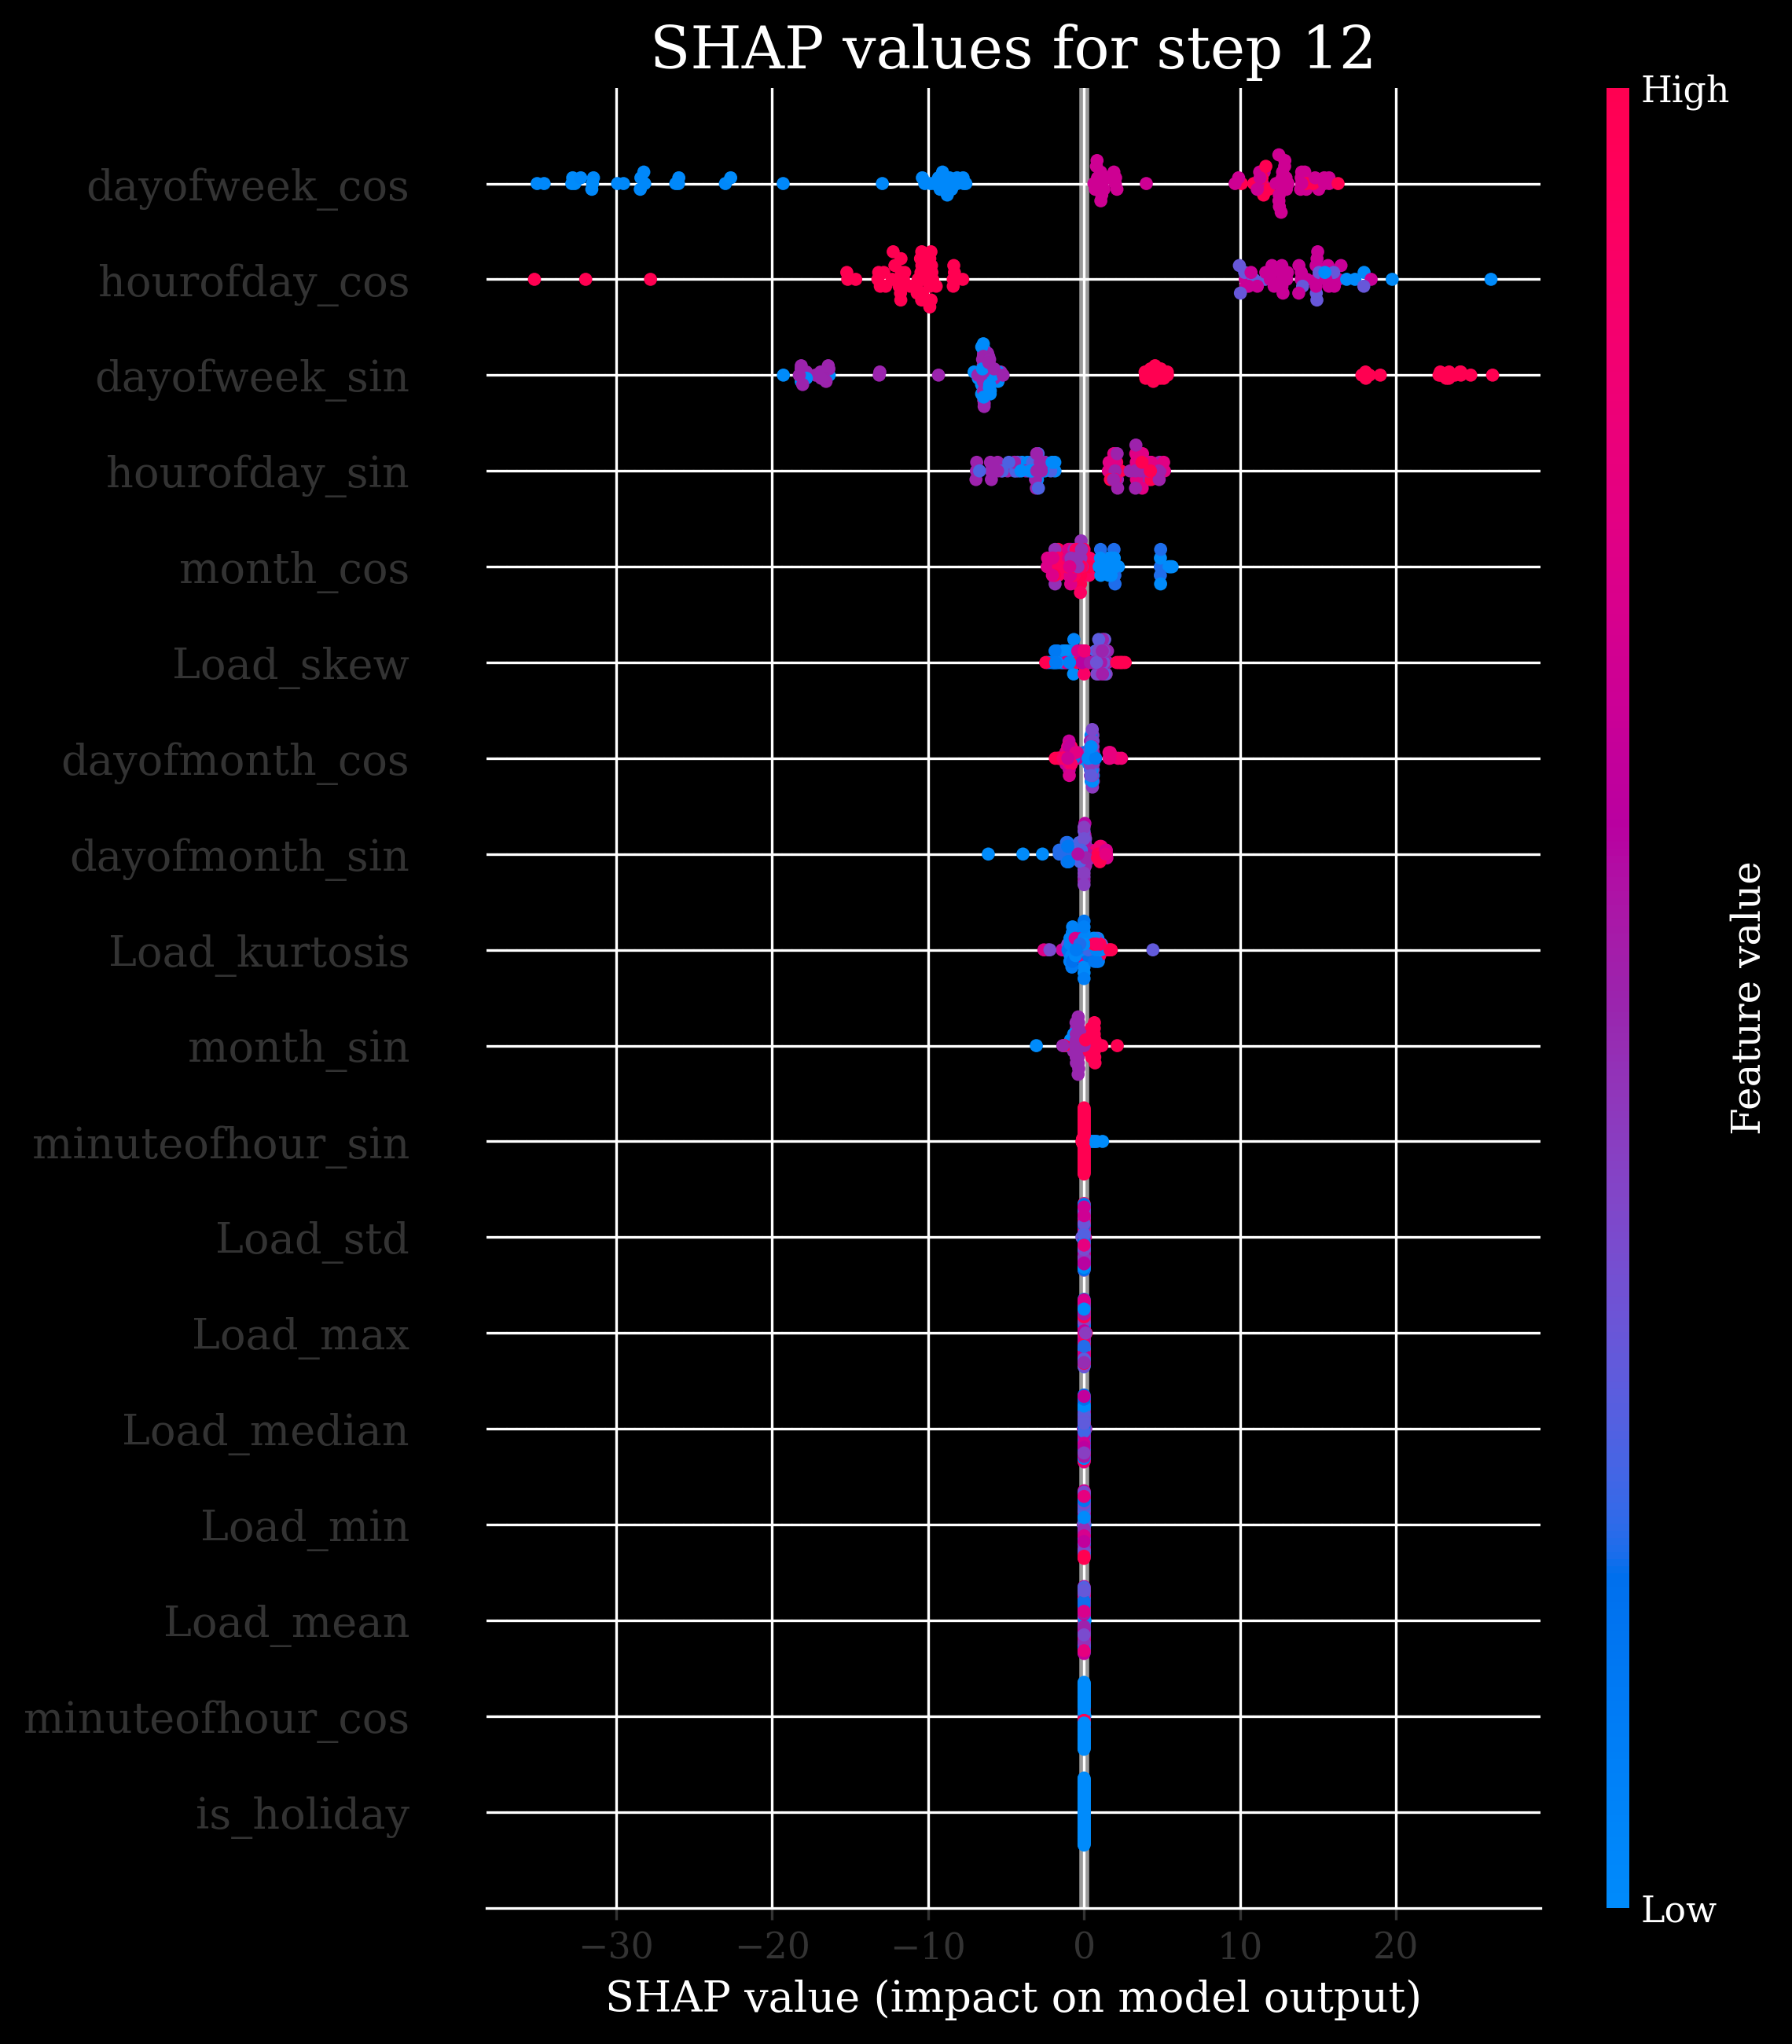 SHAP values for step 12
High
dayofweek_cos
hourofday_cos
dayofweek_sin
hourofday_sin
month_cos
Load_skew
dayofmonth_cos
dayofmonth_sin
Load_kurtosis
month_sin
minuteofhour_sin
Load_std
Load_max
Load_median
Load_min
Load_mean
minuteofhour_cos
is_holiday
Feature value
Low
−30 −20 −10 0 10 20
SHAP value (impact on model output)